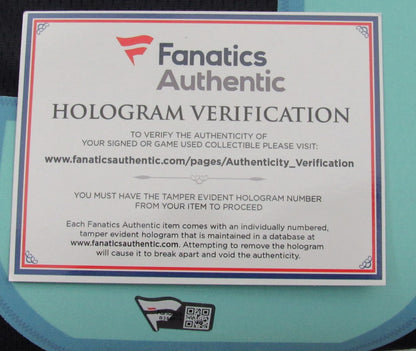 Fanatics
Authentic
HOLOGRAM VERIFICATION
TO VERIFY THE AUTHENTICITY OF
YOUR SIGNED OR GAME USED COLLECTIBLE PLEASE VISIT:
www.fanaticsauthentic.com/pages/Authenticity_Verification
YOU MUST HAVE THE TAMPER EVIDENT HOLOGRAM NUMBER
FROM YOUR ITEM TO PROCEED
Each Fanatics Authentic item comes with an individually numbered,
tamper evident hologram that is maintained in a database at
www.fanaticsauthentic.com. Attempting to remove the hologram
will cause it to break apart and void the authenticity.